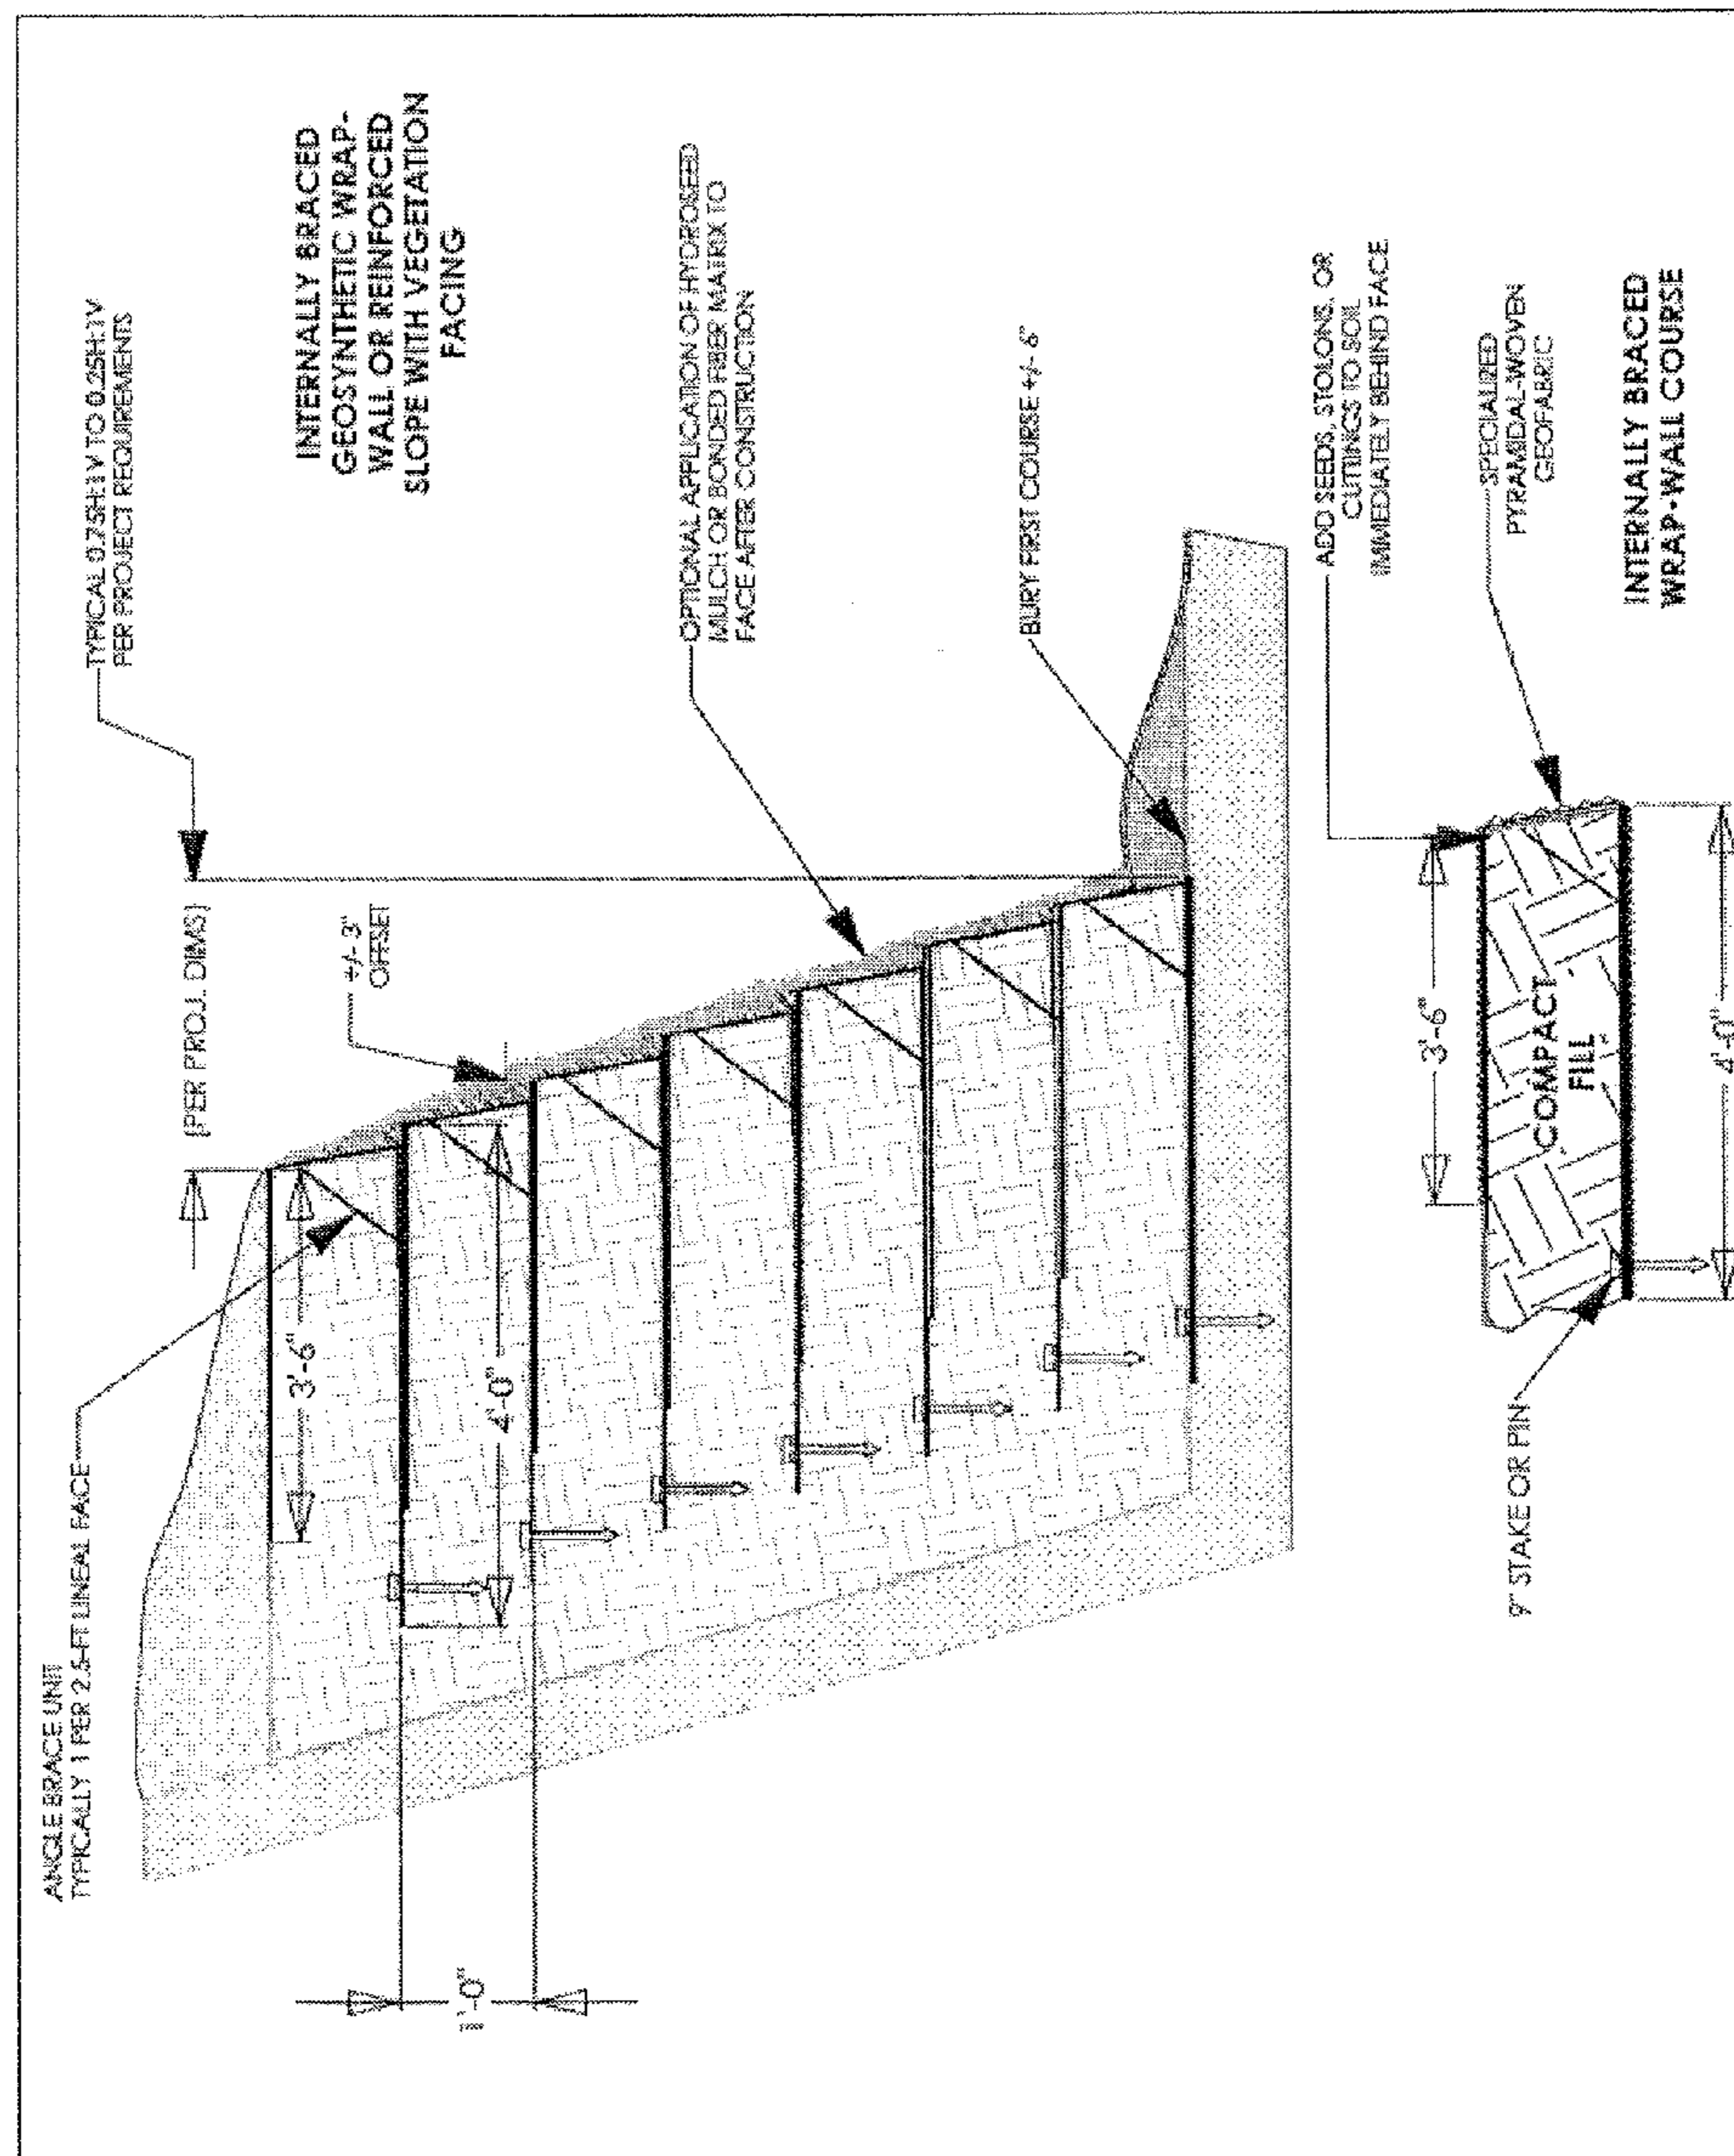 ANGLE BRACE UNIT
TYPICALLY 1 PER 2.5-FT LINEAL FACE
TYPICAL 0.75H:1V TO 0.25H:1V
PER PROJECT REQUIREMENTS
[PER PROJ. DIMS]
+/- 3"
OFFSET
3'-6"
4'-0"
1'-0"
INTERNALLY BRACED
GEOSYNTHETIC WRAP-
WALL OR REINFORCED
SLOPE WITH VEGETATION
FACING
OPTIONAL APPLICATION OF HYDROSEED
MULCH OR BONDED FIBER MATRIX TO
FACE AFTER CONSTRUCTION
BURY FIRST COURSE +/- 6"
ADD SEEDS, STOLONS, OR
CUTTINGS TO SOIL
IMMEDIATELY BEHIND FACE
3'-6"
COMPACT
FILL
9" STAKE OR PIN
4'-0"
SPECIALIZED
PYRAMIDAL-WOVEN
GEOFABRIC
INTERNALLY BRACED
WRAP-WALL COURSE